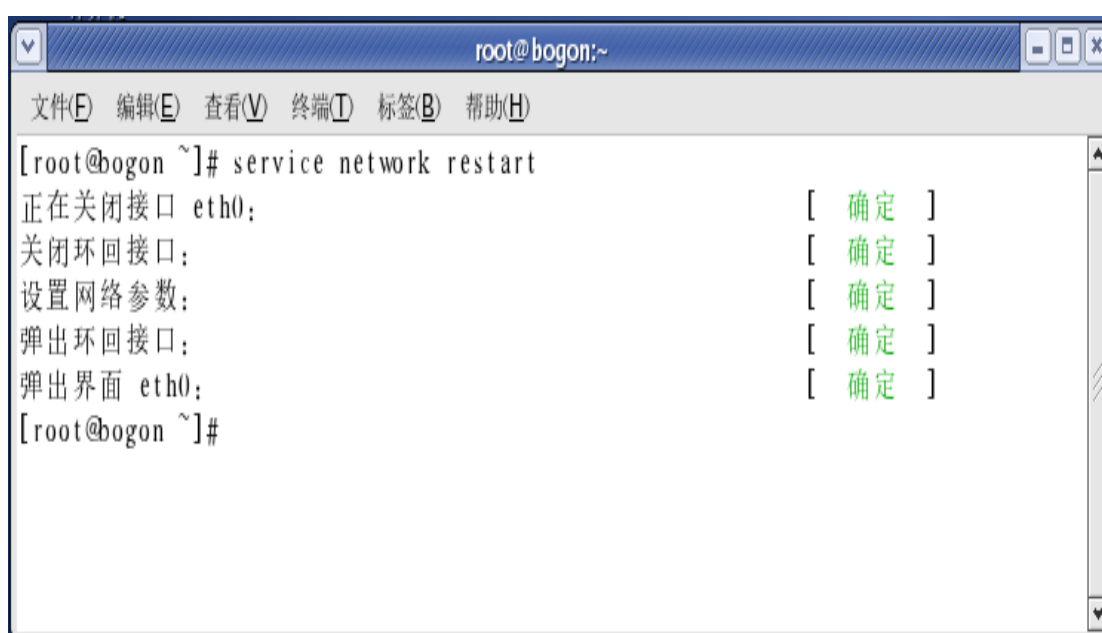 root@bogon:~
文件(F) 编辑(E) 查看(V) 终端(T) 标签(B) 帮助(H)
[root@bogon ~]# service network restart
正在关闭接口 eth0: [ 确定 ]
关闭环回接口: [ 确定 ]
设置网络参数: [ 确定 ]
弹出环回接口: [ 确定 ]
弹出界面 eth0: [ 确定 ]
[root@bogon ~]#